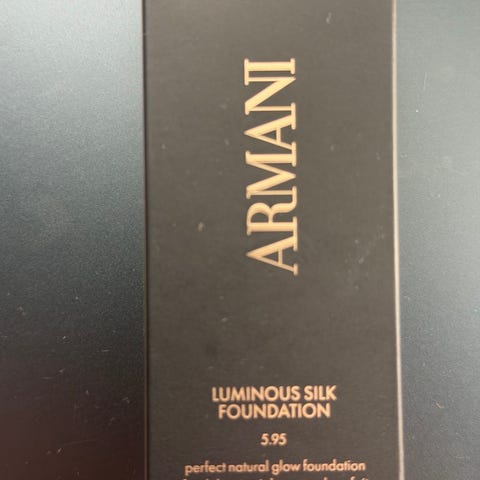 ARMANI
LUMINOUS SILK
FOUNDATION
5.95
perfect natural glow foundation